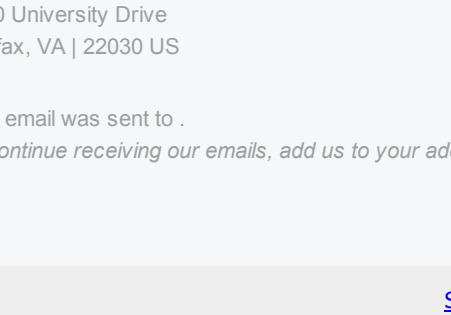 0 University Drive
fax, VA | 22030 US
email was sent to .
ontinue receiving our emails, add us to your ad
S